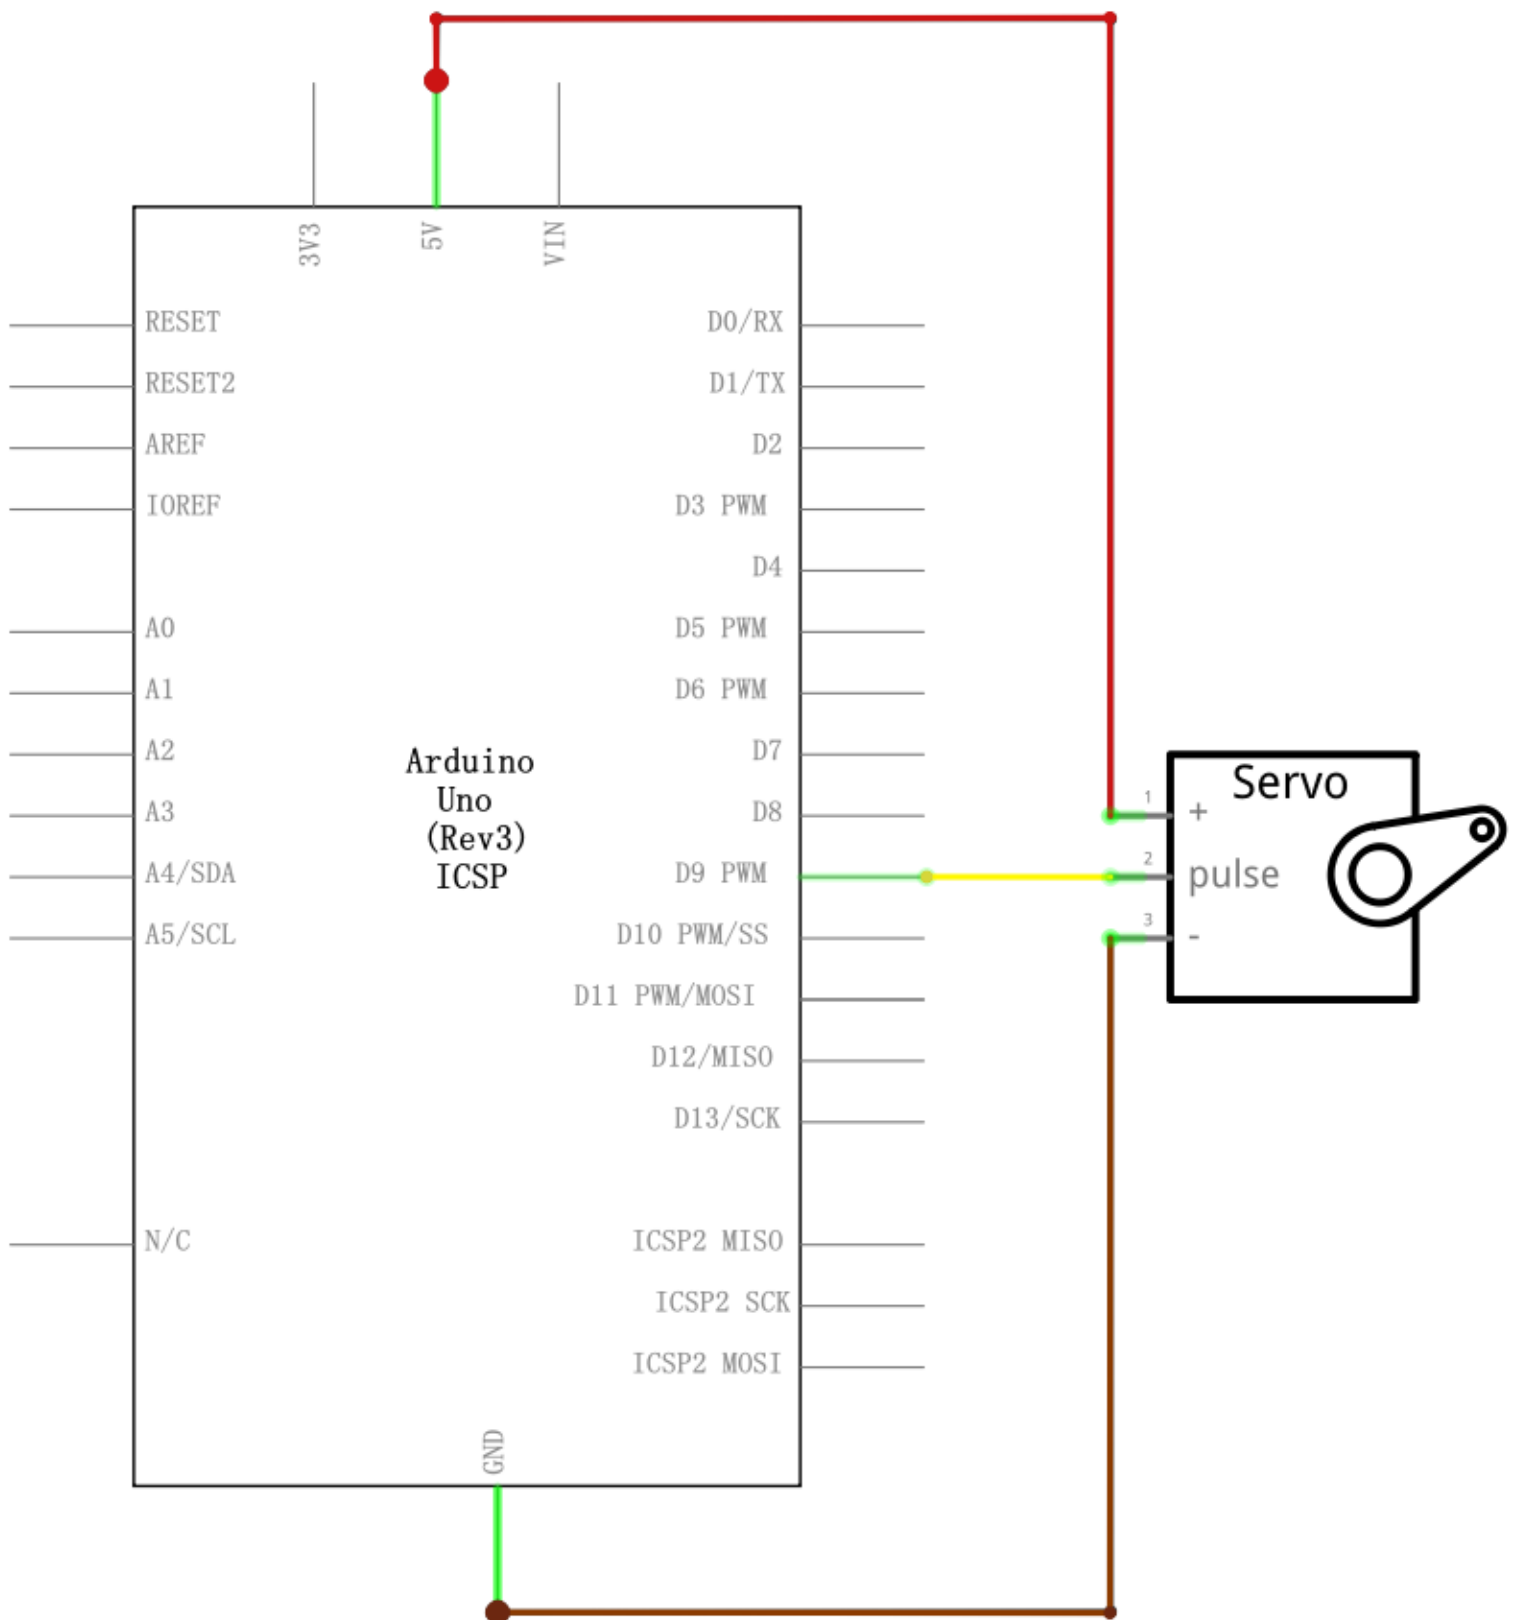 3V3
5V
VIN
RESET
D0/RX
RESET2
D1/TX
AREF
D2
IOREF
D3 PWM
D4
A0
D5 PWM
A1
D6 PWM
A2
D7
Arduino
Uno
(Rev3)
ICSP
A3
D8
A4/SDA
D9 PWM
A5/SCL
D10 PWM/SS
D11 PWM/MOSI
D12/MISO
D13/SCK
N/C
ICSP2 MISO
ICSP2 SCK
ICSP2 MOSI
GND
Servo
1
+
2
pulse
3
-